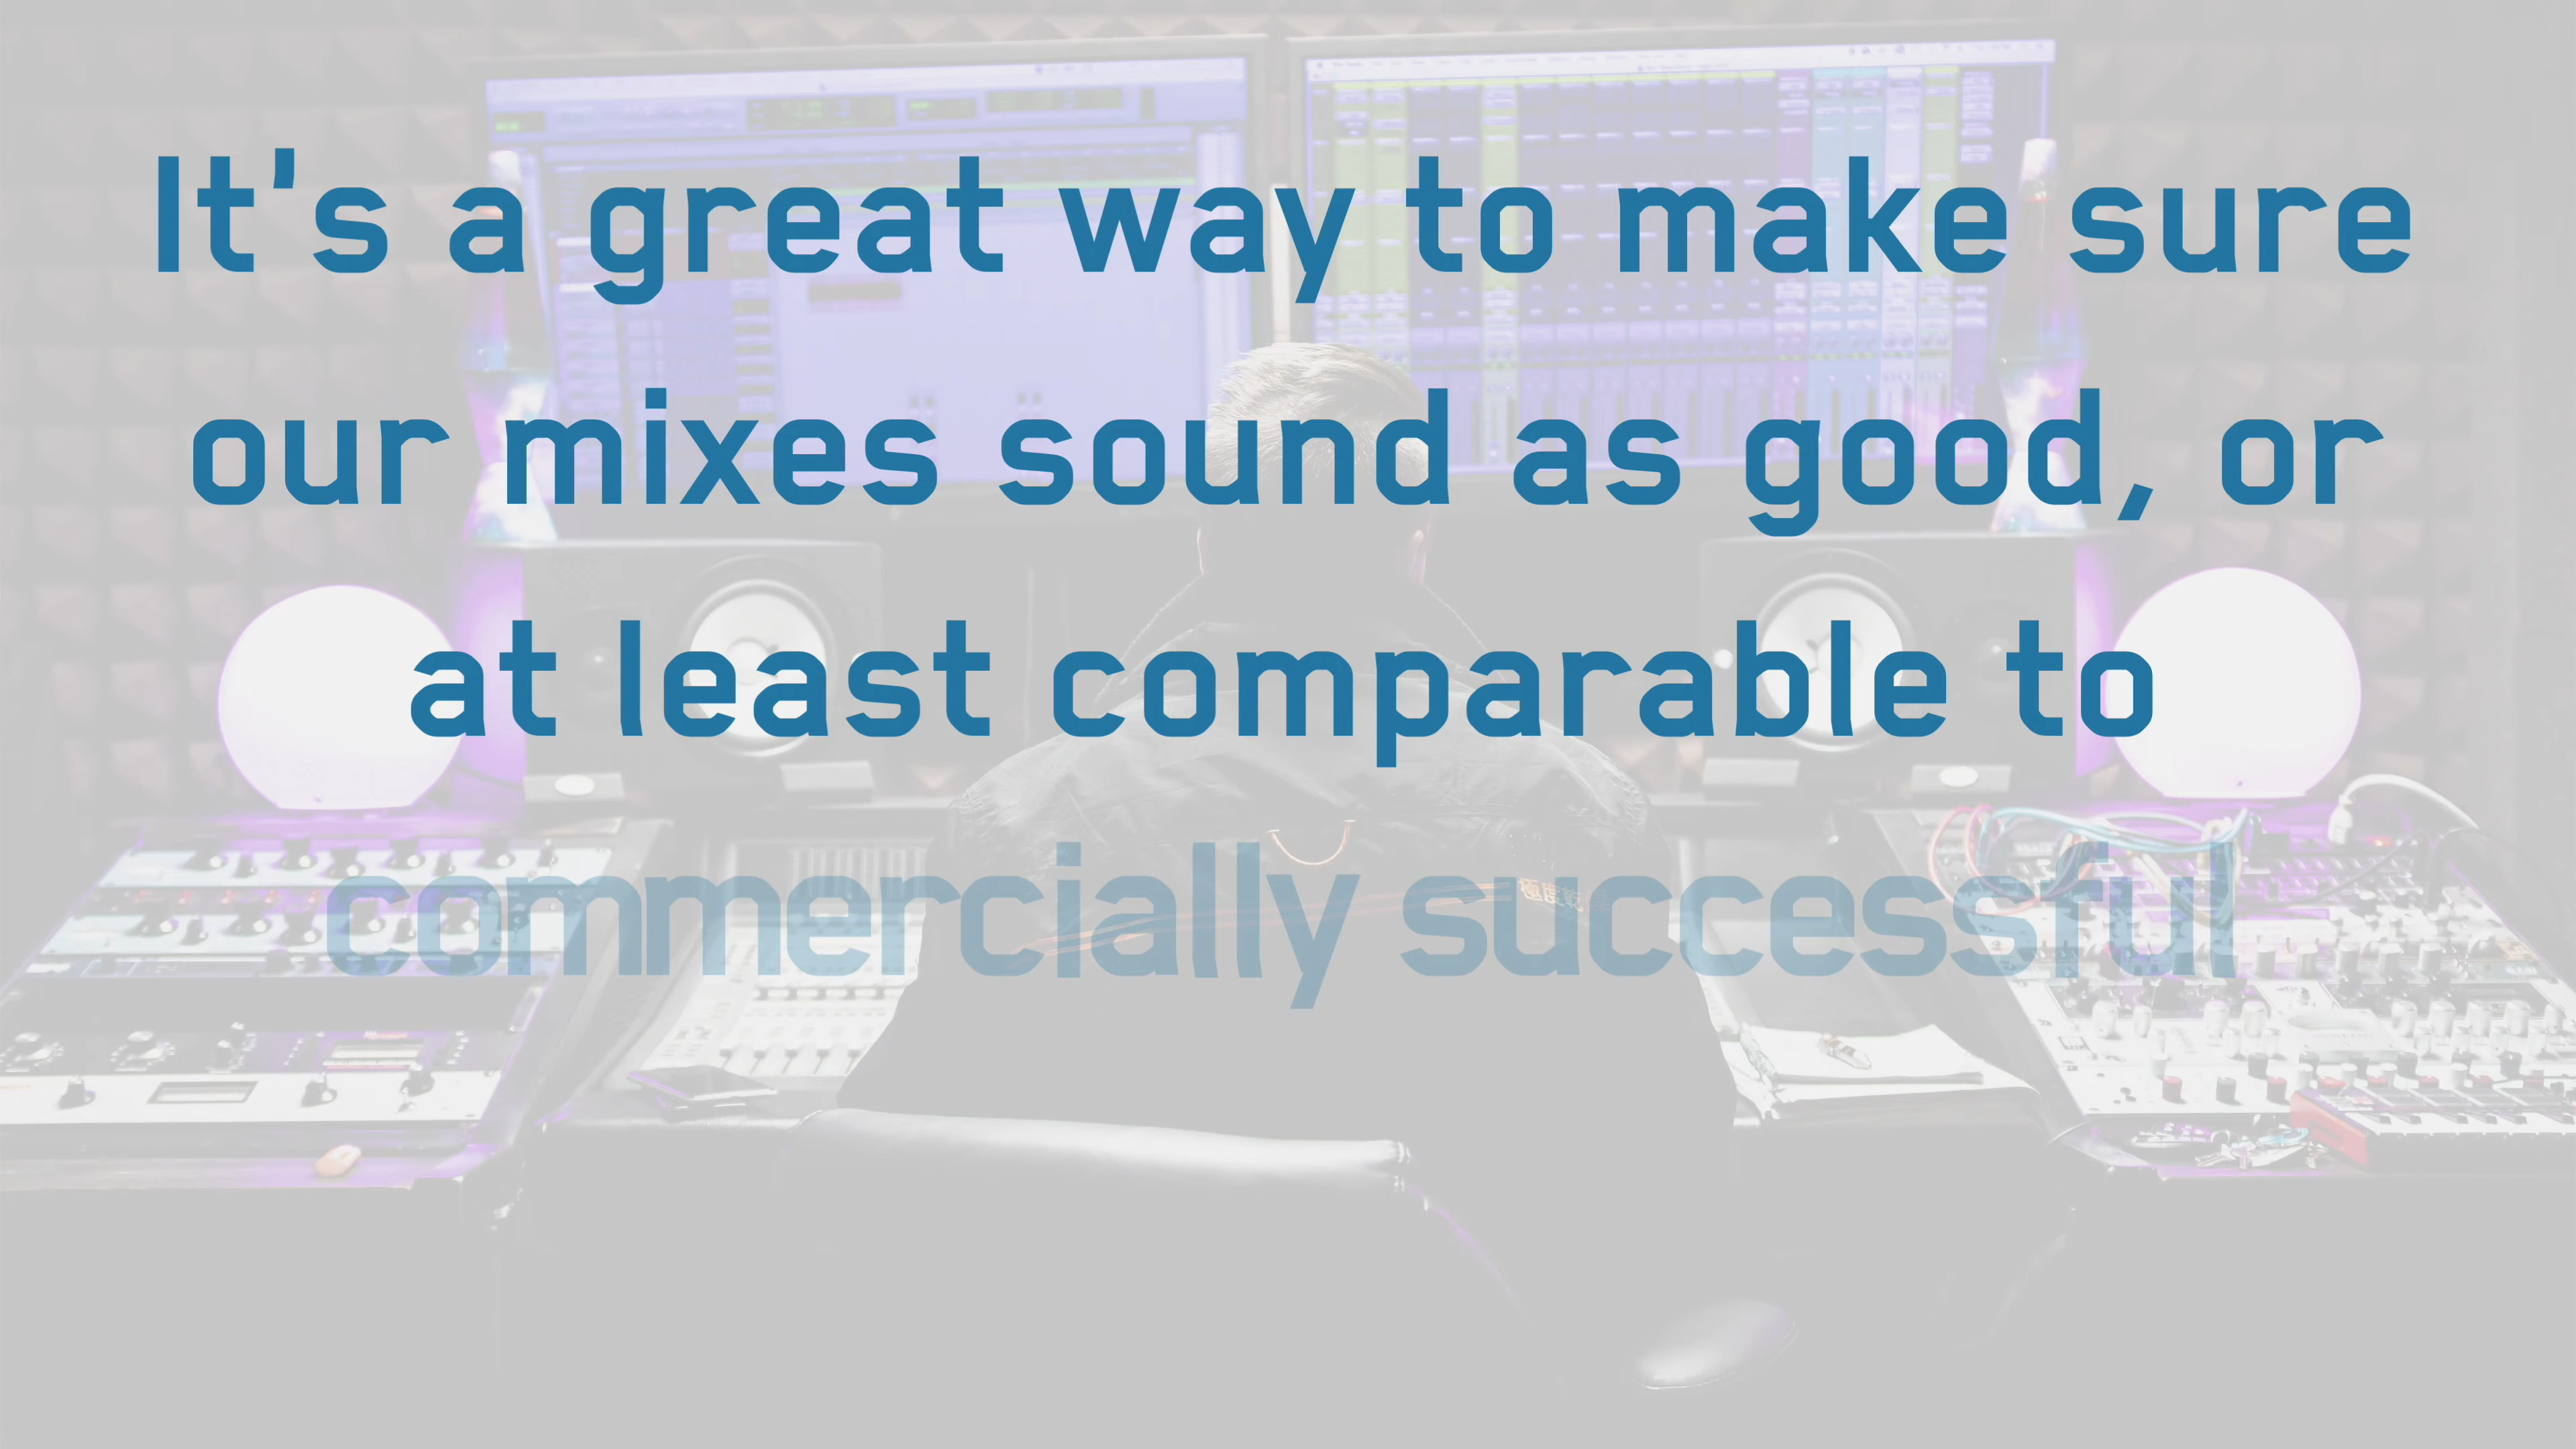 It's a great way to make sure
our mixes sound as good, or
at least comparable to
commercially successful